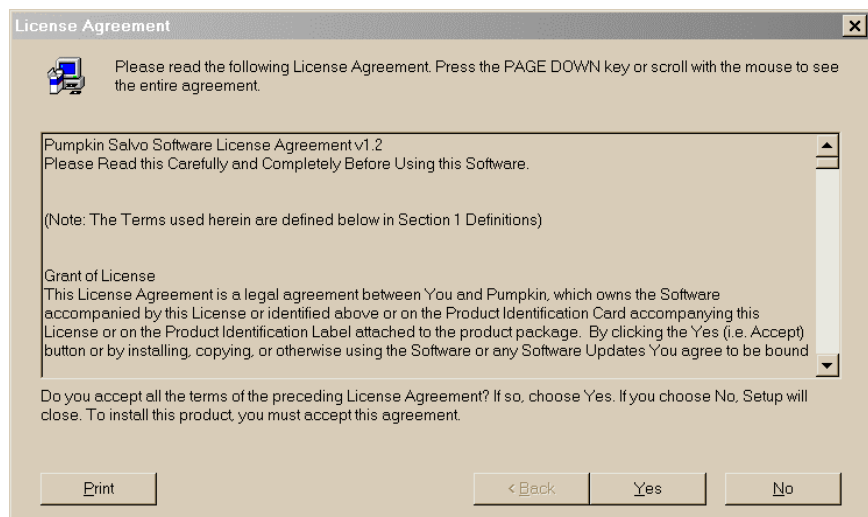 License Agreement
Please read the following License Agreement. Press the PAGE DOWN key or scroll with the mouse to see
the entire agreement.
Pumpkin Salvo Software License Agreement v1.2
Please Read this Carefully and Completely Before Using this Software.
(Note: The Terms used herein are defined below in Section 1 Definitions)
Grant of License
This License Agreement is a legal agreement between You and Pumpkin, which owns the Software
accompanied by this License or identified above or on the Product Identification Card accompanying this
License or on the Product Identification Label attached to the product package. By clicking the Yes (i.e. Accept)
button or by installing, copying, or otherwise using the Software or any Software Updates You agree to be bound
Do you accept all the terms of the preceding License Agreement? If so, choose Yes. If you choose No, Setup will
close. To install this product, you must accept this agreement.
Print
< Back
Yes
No